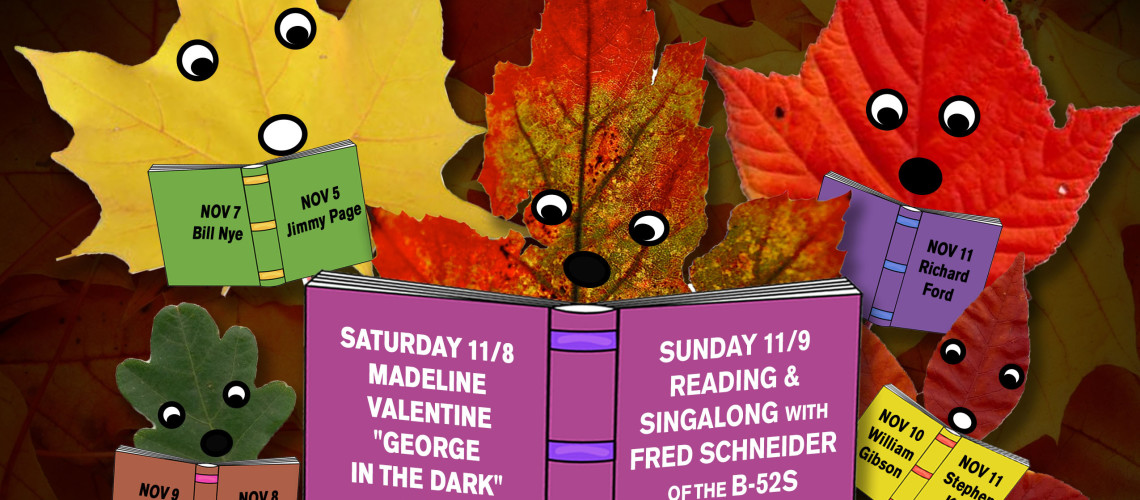 NOV 7
Bill Nye
NOV 5
Jimmy Page
SATURDAY 11/8
MADELINE
VALENTINE
"GEORGE
IN THE DARK"
SUNDAY 11/9
READING &
SINGALONG WITH
FRED SCHNEIDER
OF THE B-52S
NOV 11
Richard
Ford
NOV 9
NOV 8
NOV 10
William
Gibson
NOV 11
Stephen